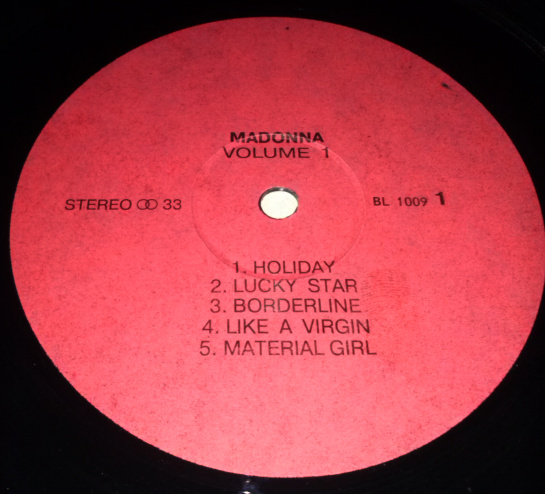 MADONNA
VOLUME 1
STEREO ↀ 33
BL 1009 1
1. HOLIDAY
2. LUCKY STAR
3. BORDERLINE
4. LIKE A VIRGIN
5. MATERIAL GIRL